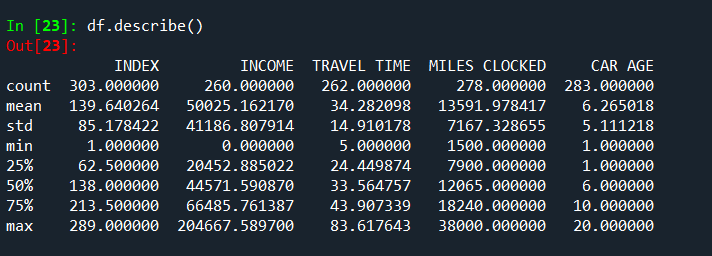 In [23]: df.describe()
Out[23]:
INDEX INCOME TRAVEL TIME MILES CLOCKED CAR AGE
count 303.000000 260.000000 262.000000 278.000000 283.000000
mean 139.640264 50025.162170 34.282098 13591.978417 6.265018
std 85.178422 41186.807914 14.910178 7167.328655 5.111218
min 1.000000 0.000000 5.000000 1500.000000 1.000000
25% 62.500000 20452.885022 24.449874 7900.000000 1.000000
50% 138.000000 44571.590870 33.564757 12065.000000 6.000000
75% 213.500000 66485.761387 43.907339 18240.000000 10.000000
max 289.000000 204667.589700 83.617643 38000.000000 20.000000